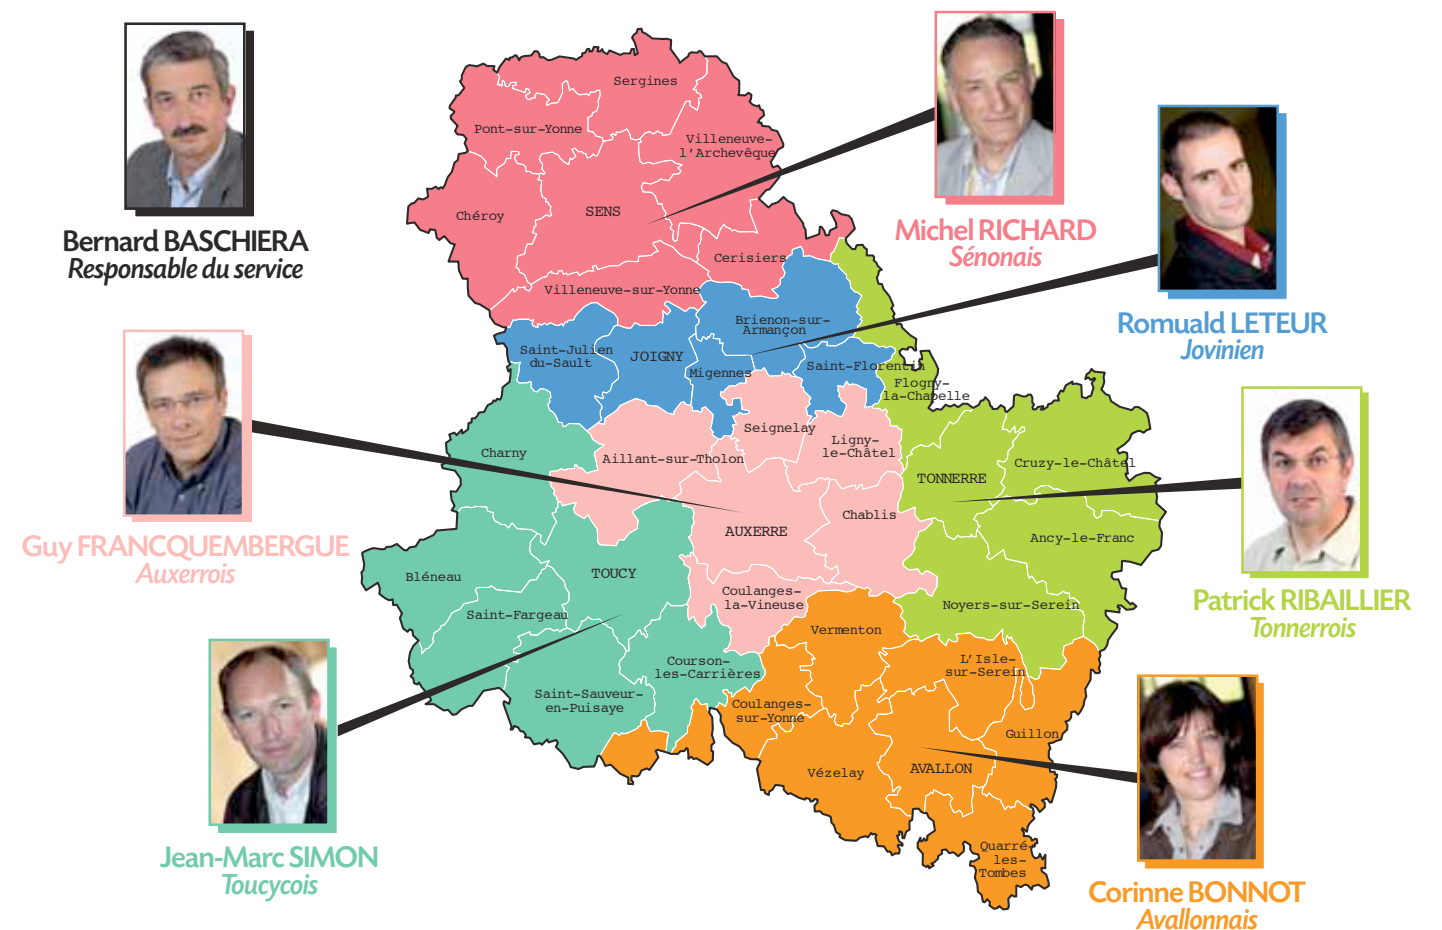 Bernard BASCHIERA
Responsable du service
Michel RICHARD
Sénonais
Romuald LETEUR
Jovinien
Guy FRANCQUEMBERGUE
Auxerrois
Patrick RIBAILLIER
Tonnerrois
Jean-Marc SIMON
Toucycois
Corinne BONNOT
Avallonnais
Sergines
Pont-sur-Yonne
Villeneuve-
l'Archevêque
Chéroy
SENS
Cerisiers
Villeneuve-sur-Yonne
Brienon-sur-
Armançon
Saint-Julien
du-Sault
JOIGNY
Migennes
Saint-Florentin
Flogny-
la-Chapelle
Seignelay
Ligny-
le-Châtel
Charny
Aillant-sur-Tholon
TONNERRE
Cruzy-le-Châtel
Chablis
AUXERRE
Ancy-le-Franc
Bléneau
TOUCY
Coulanges-
la-Vineuse
Noyers-sur-Serein
Saint-Fargeau
Vermenton
Courson-
les-Carrières
L'Isle-
sur-Serein
Saint-Sauveur-
en-Puisaye
Coulanges-
sur-Yonne
Guillon
Vézelay
AVALLON
Quarré-
les-
Tombes